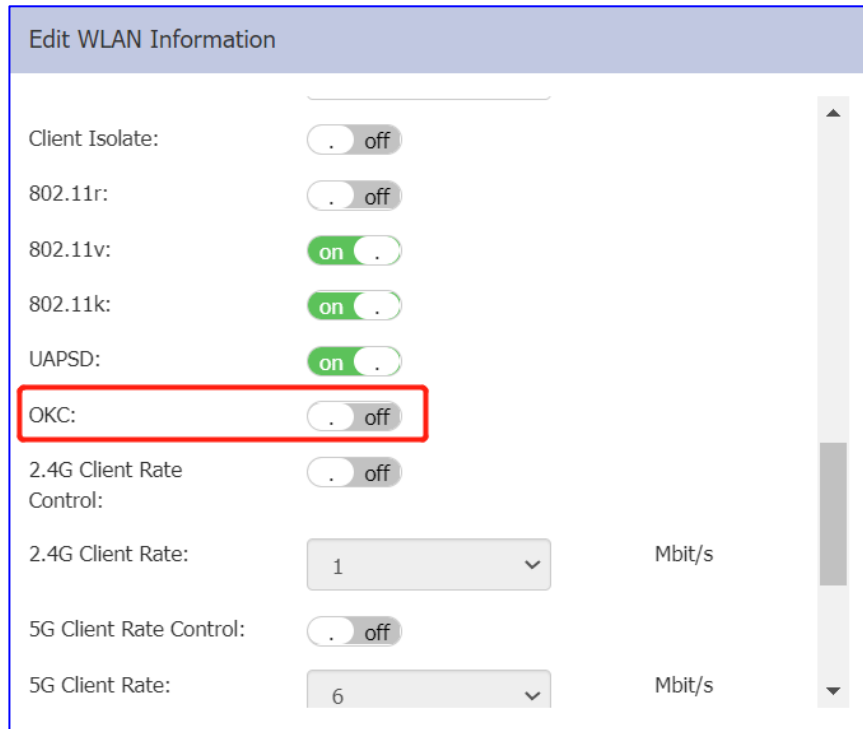 Edit WLAN Information
Client Isolate: . off
802.11r: . off
802.11v: on .
802.11k: on .
UAPSD: on .
OKC: . off
2.4G Client Rate . off
Control:
2.4G Client Rate: 1 Mbit/s
5G Client Rate Control: . off
5G Client Rate: 6 Mbit/s